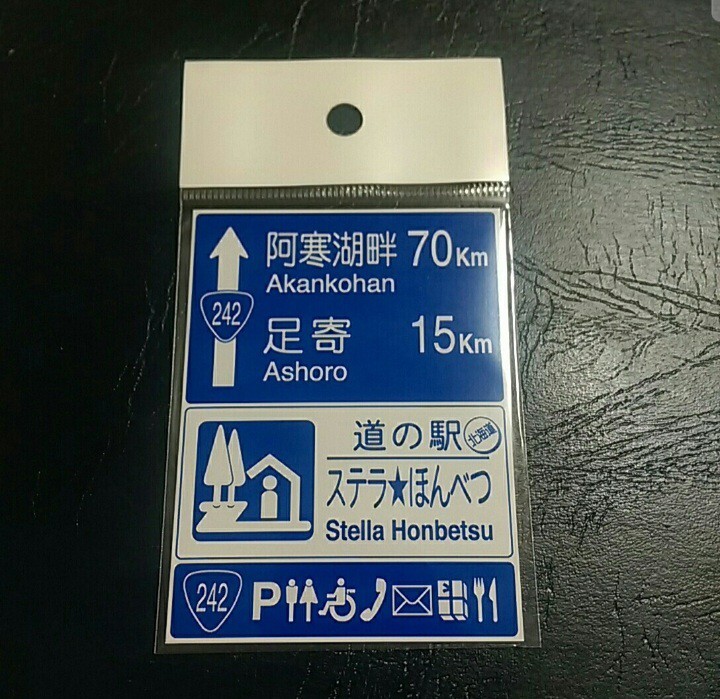 阿寒湖畔 70Km
Akankohan
242
足寄 15Km
Ashoro
道の駅 北海道
ステラ★ほんべつ
Stella Honbetsu
242 P